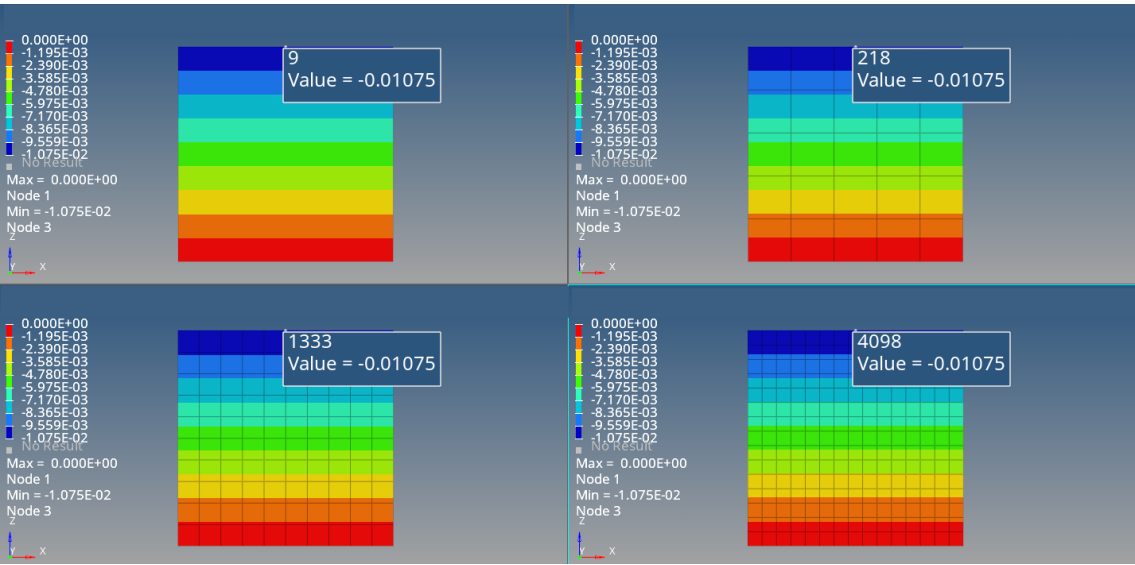 0.000E+00
-1.195E-03
-2.390E-03
-3.585E-03
-4.780E-03
-5.975E-03
-7.170E-03
-8.365E-03
-9.559E-03
-1.075E-02
No Result
Max = 0.000E+00
Node 1
Min = -1.075E-02
Node 3
Z
Y X
9
Value = -0.01075
0.000E+00
-1.195E-03
-2.390E-03
-3.585E-03
-4.780E-03
-5.975E-03
-7.170E-03
-8.365E-03
-9.559E-03
-1.075E-02
No Result
Max = 0.000E+00
Node 1
Min = -1.075E-02
Node 3
Z
Y X
218
Value = -0.01075
0.000E+00
-1.195E-03
-2.390E-03
-3.585E-03
-4.780E-03
-5.975E-03
-7.170E-03
-8.365E-03
-9.559E-03
-1.075E-02
No Result
Max = 0.000E+00
Node 1
Min = -1.075E-02
Node 3
Z
Y X
1333
Value = -0.01075
0.000E+00
-1.195E-03
-2.390E-03
-3.585E-03
-4.780E-03
-5.975E-03
-7.170E-03
-8.365E-03
-9.559E-03
-1.075E-02
No Result
Max = 0.000E+00
Node 1
Min = -1.075E-02
Node 3
Z
Y X
4098
Value = -0.01075